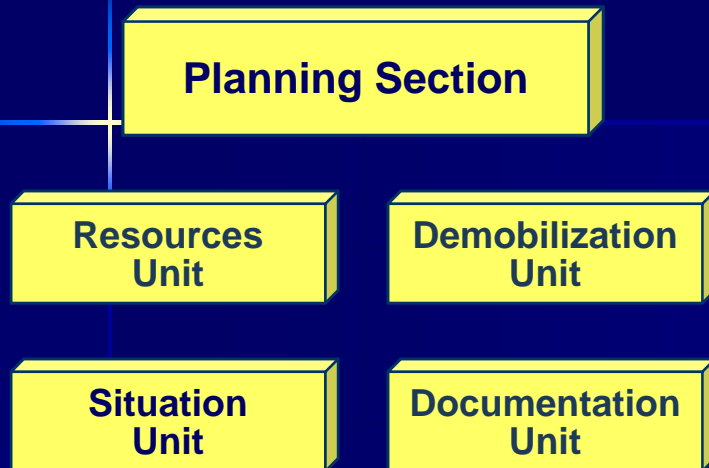 Planning Section
Resources
Unit
Demobilization
Unit
Situation
Unit
Documentation
Unit